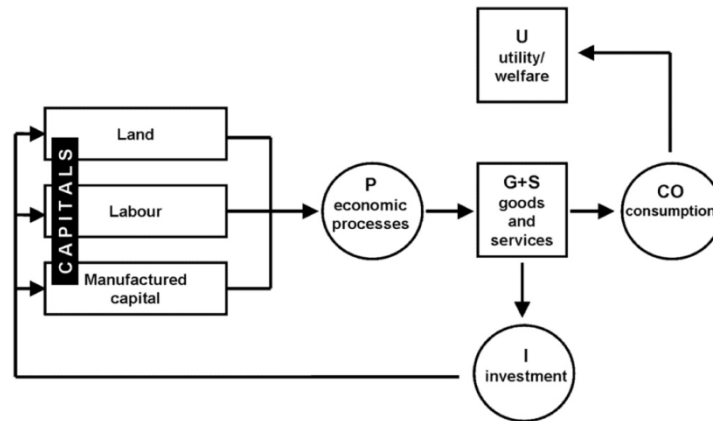 U
utility/
welfare
Land
CAPITALS
Labour
Manufactured
capital
P
economic
processes
G+S
goods
and
services
CO
consumption
I
investment